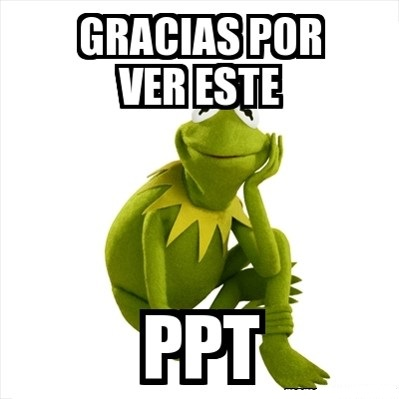 GRACIAS POR
VER ESTE
PPT